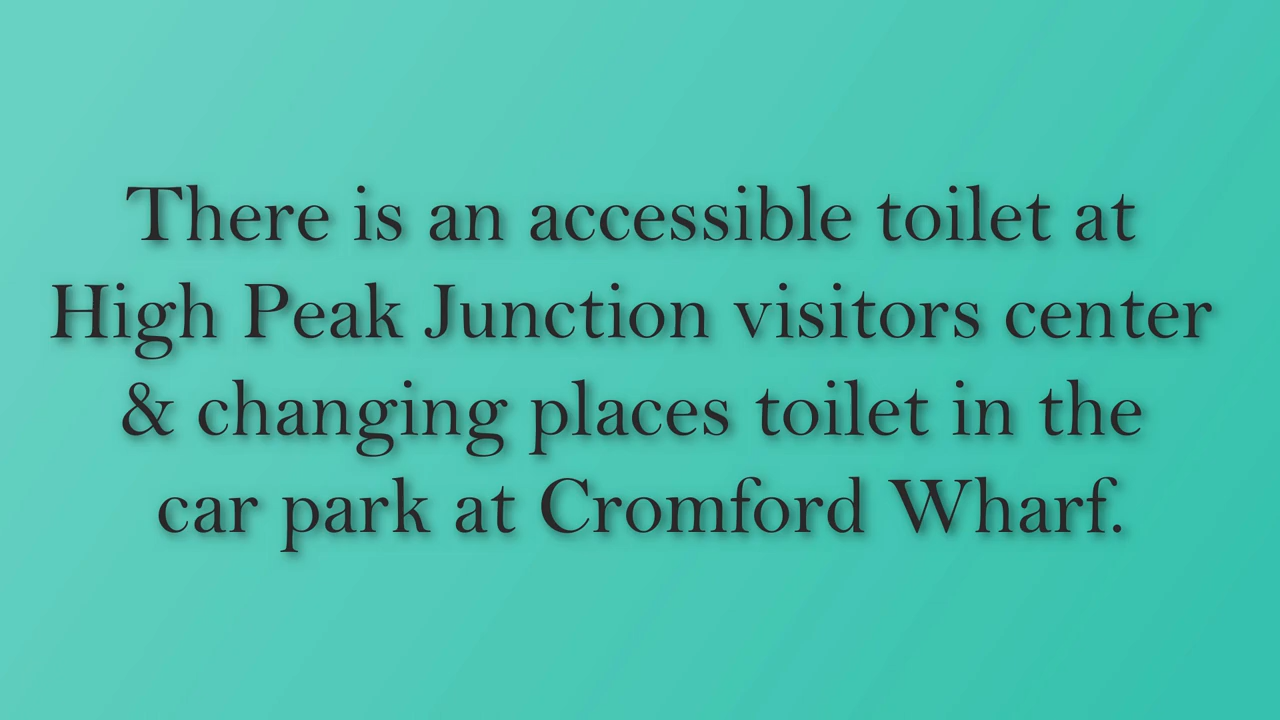 There is an accessible toilet at
High Peak Junction visitors center
& changing places toilet in the
car park at Cromford Wharf.